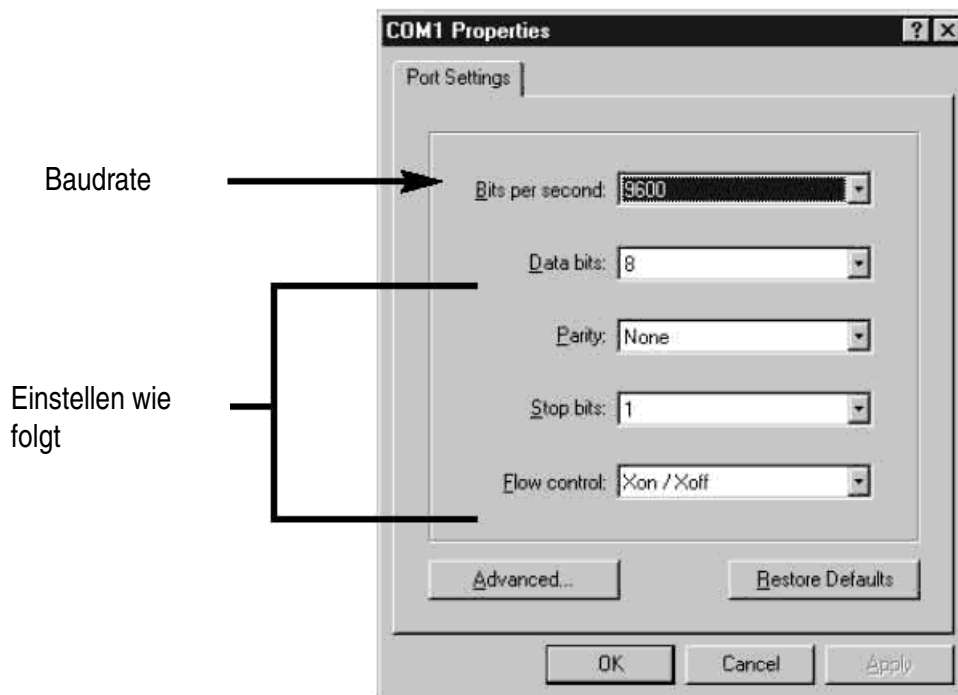 COM1 Properties
Port Settings
Baudrate
Bits per second: 9600
Data bits: 8
Parity: None
Einstellen wie
folgt
Stop bits: 1
Flow control: Xon / Xoff
Advanced... Restore Defaults
OK Cancel Apply